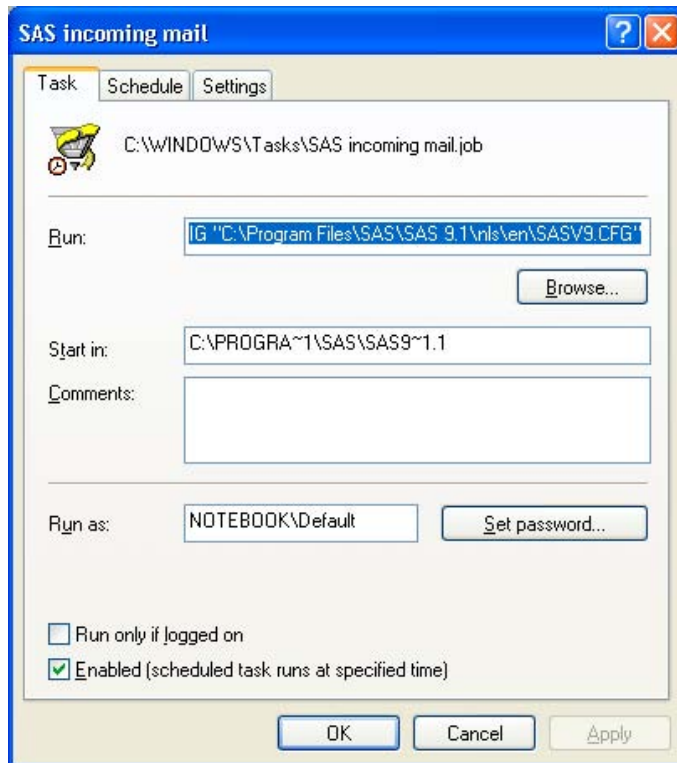 SAS incoming mail
Task Schedule Settings
C:\WINDOWS\Tasks\SAS incoming mail.job
Run: IG "C:\Program Files\SAS\SAS 9.1\nls\en\SASV9.CFG"
Browse...
Start in: C:\PROGRA~1\SAS\SAS9~1.1
Comments:
Run as: NOTEBOOK\Default Set password...
Run only if logged on
Enabled (scheduled task runs at specified time)
OK Cancel Apply